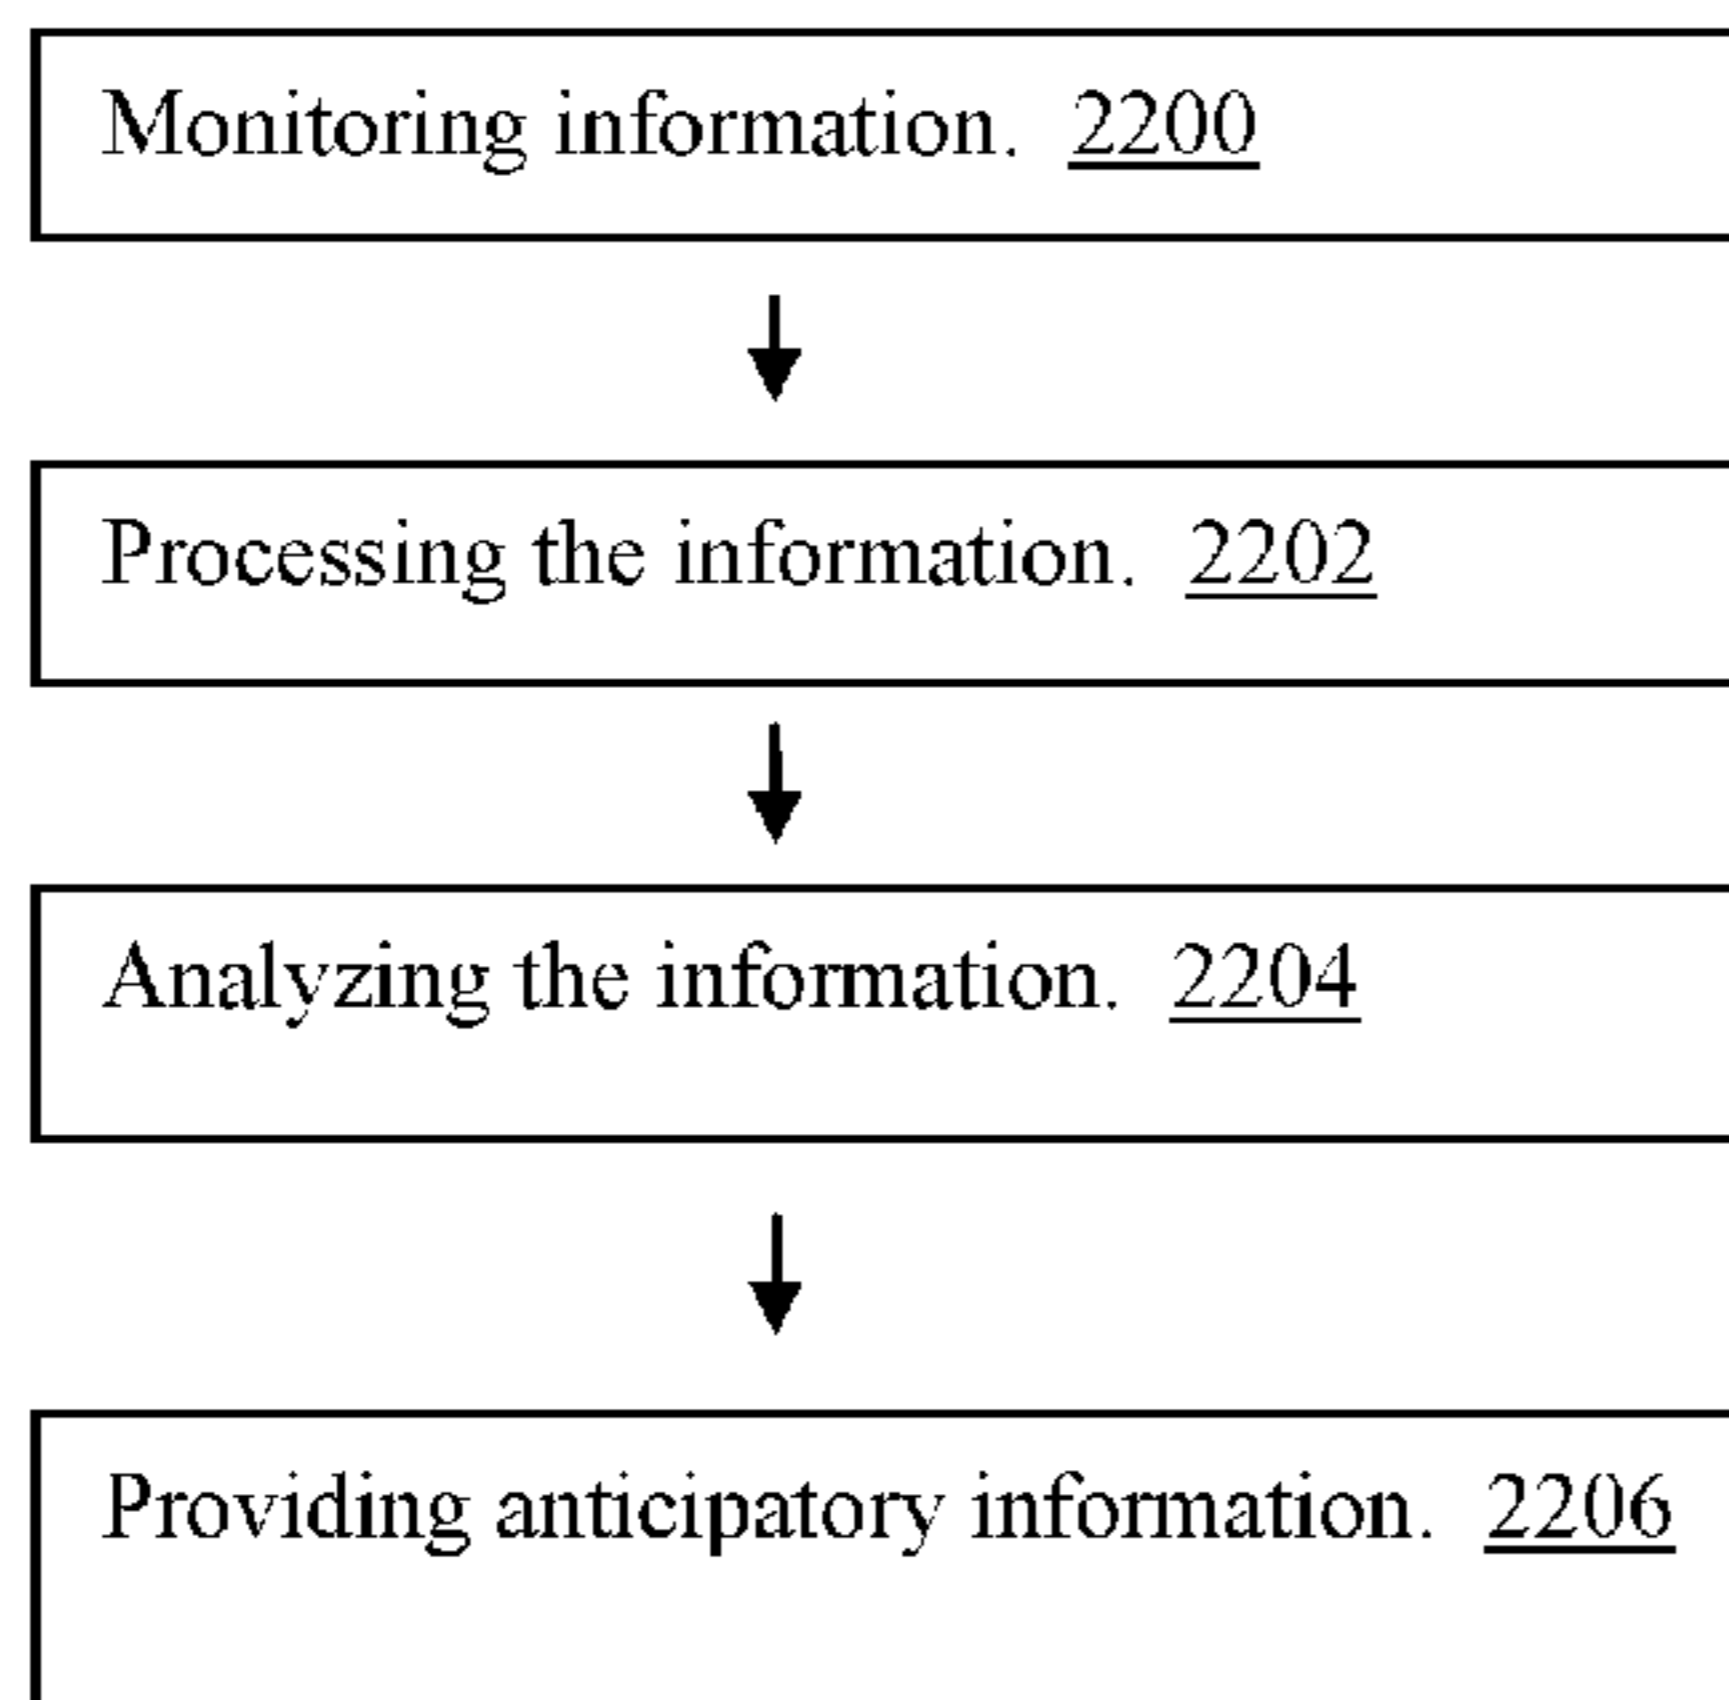 Monitoring information. 2200
Processing the information. 2202
Analyzing the information. 2204
Providing anticipatory information. 2206